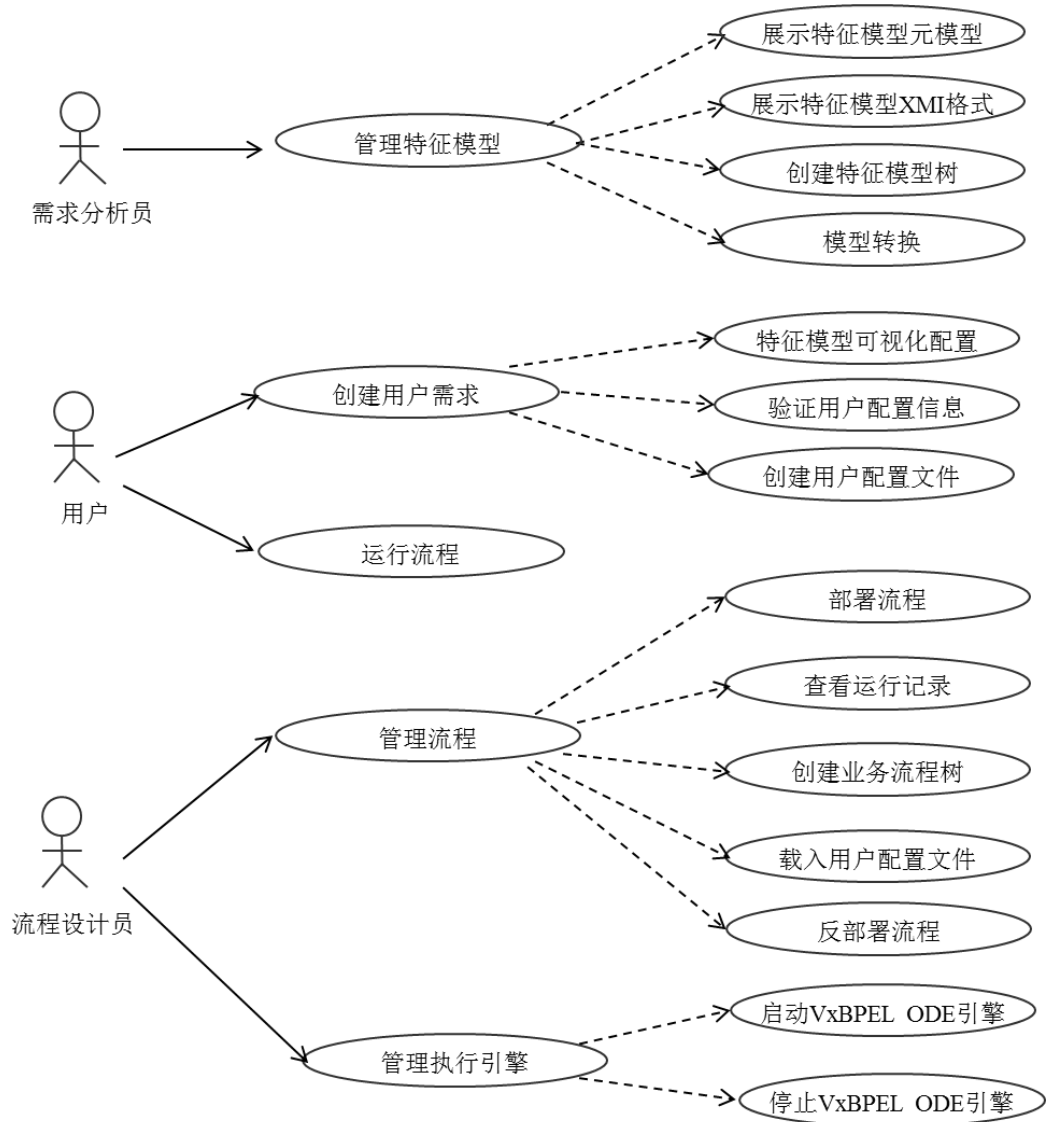 展示特征模型元模型
展示特征模型XMI格式
管理特征模型
创建特征模型树
需求分析员
模型转换
特征模型可视化配置
创建用户需求
验证用户配置信息
创建用户配置文件
用户
运行流程
部署流程
查看运行记录
管理流程
创建业务流程树
载入用户配置文件
流程设计员
反部署流程
启动VxBPEL_ODE引擎
管理执行引擎
停止VxBPEL_ODE引擎